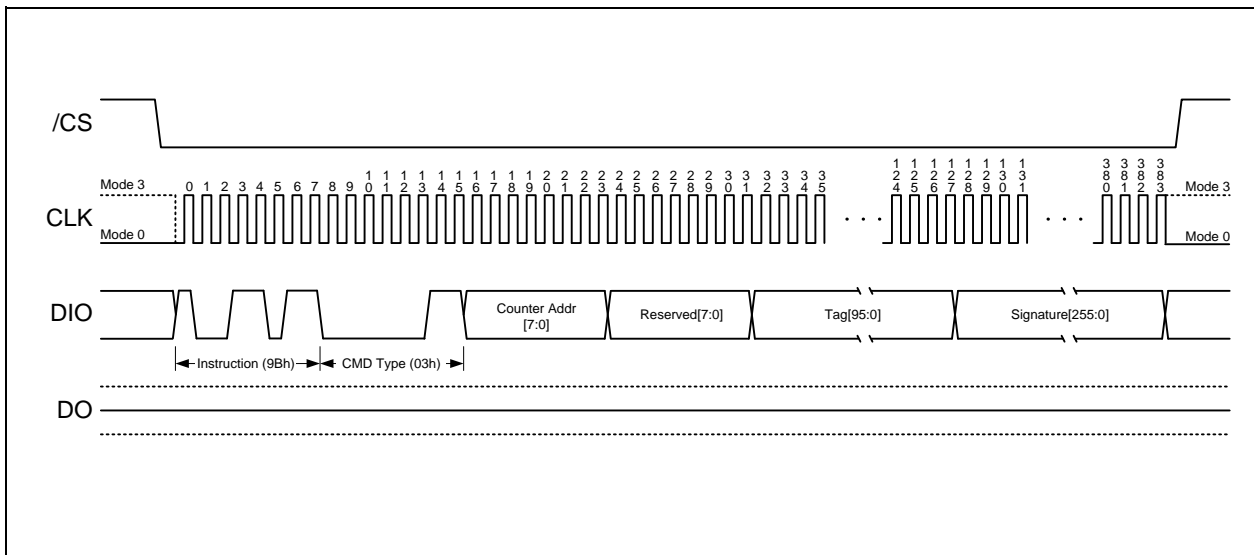 /CS
Mode 3
0 1 2 3 4 5 6 7 8 9 10 11 12 13 14 15 16 17 18 19 20 21 22 23 24 25 26 27 28 29 30 31 32 33 34 35
124 125 126 127 128 129 130 131
380 381 382 383
Mode 3
CLK
Mode 0
. . .
. . .
Mode 0
DIO
Counter Addr
[7:0]
Reserved[7:0]
Tag[95:0]
Signature[255:0]
Instruction (9Bh)
CMD Type (03h)
DO